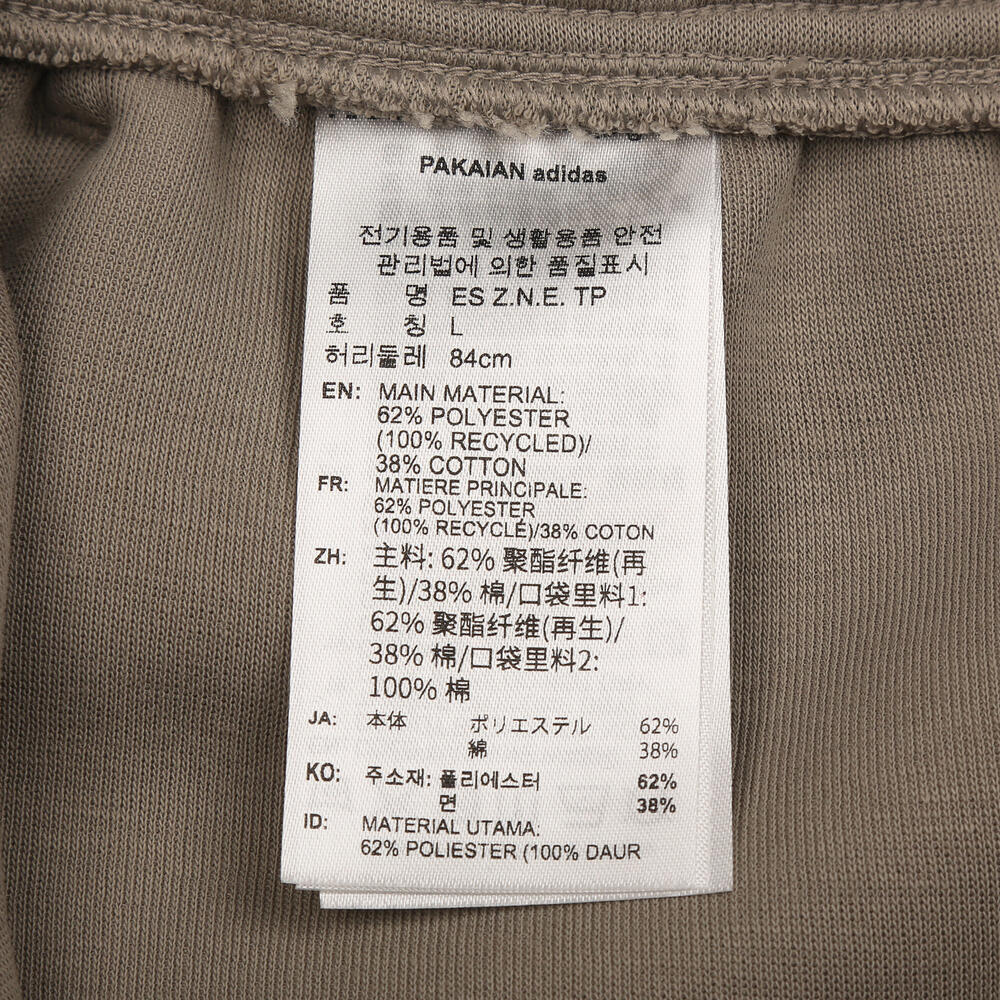 PAKAIAN adidas
전기용품 및 생활용품 안전
관리법에 의한 품질표시
품 명 ES Z.N.E. TP
호 칭 L
허리둘레 84cm
EN: MAIN MATERIAL:
62% POLYESTER
(100% RECYCLED)/
38% COTTON
FR: MATIERE PRINCIPALE:
62% POLYESTER
(100% RECYCLÉ)/38% COTON
ZH: 主料: 62% 聚酯纤维(再
生)/38% 棉/口袋里料1:
62% 聚酯纤维(再生)/
38% 棉/口袋里料2:
100% 棉
JA: 本体 ポリエステル 62%
綿 38%
KO: 주소재: 폴리에스터 62%
면 38%
ID: MATERIAL UTAMA:
62% POLIESTER (100% DAUR